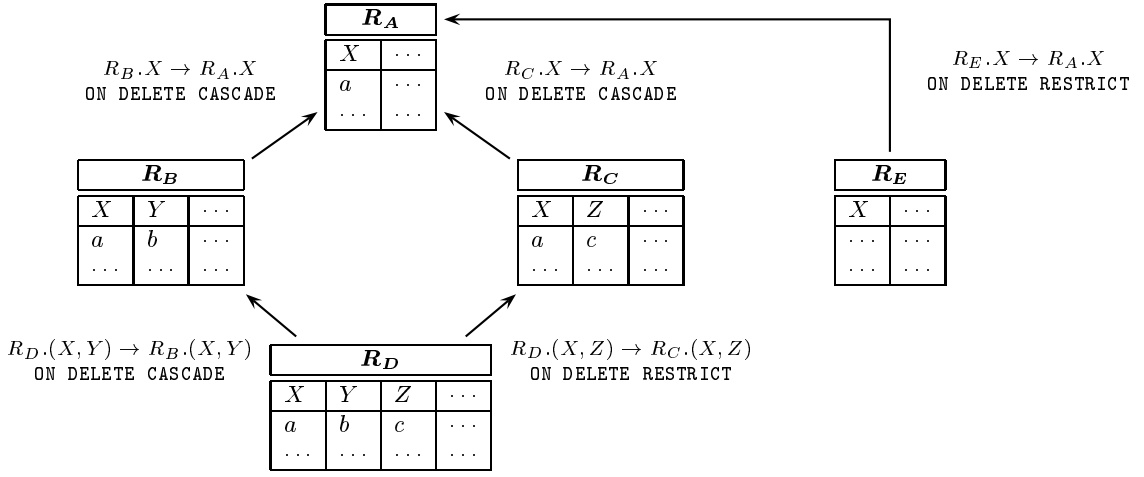 R_A
X ···
a ···
··· ···
R_B.X → R_A.X
ON DELETE CASCADE
R_C.X → R_A.X
ON DELETE CASCADE
R_E.X → R_A.X
ON DELETE RESTRICT
R_B
X Y ···
a b ···
··· ··· ···
R_C
X Z ···
a c ···
··· ··· ···
R_E
X ···
··· ···
··· ···
R_D.(X, Y) → R_B.(X, Y)
ON DELETE CASCADE
R_D.(X, Z) → R_C.(X, Z)
ON DELETE RESTRICT
R_D
X Y Z ···
a b c ···
··· ··· ··· ···